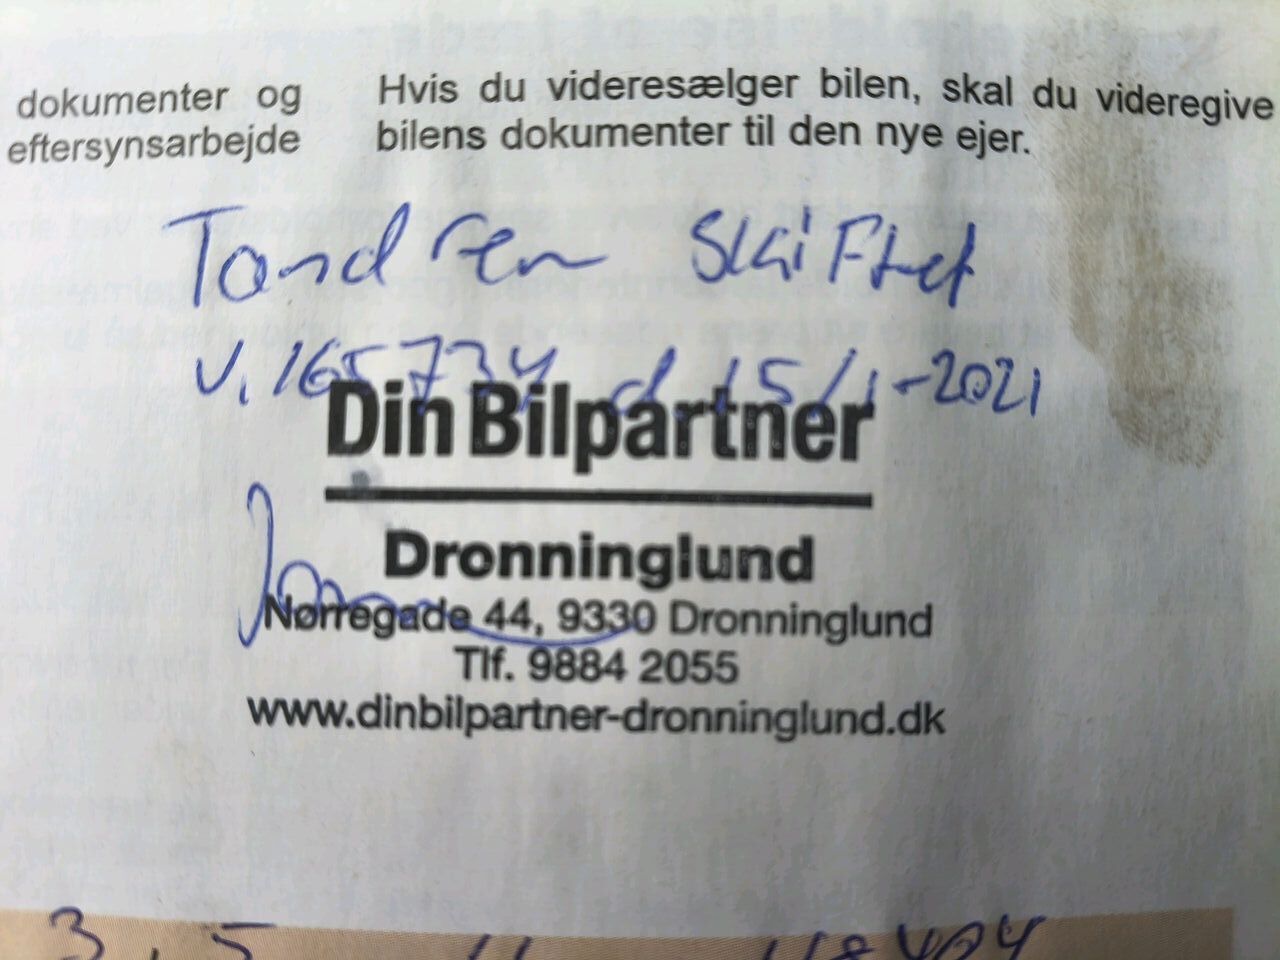 dokumenter og
eftersynsarbejde
Hvis du videresælger bilen, skal du videregive
bilens dokumenter til den nye ejer.
Tandrem Skiftet
v. 165734 d. 15/1-2021
Din Bilpartner
Dronninglund
Nørregade 44, 9330 Dronninglund
Tlf. 9884 2055
www.dinbilpartner-dronninglund.dk